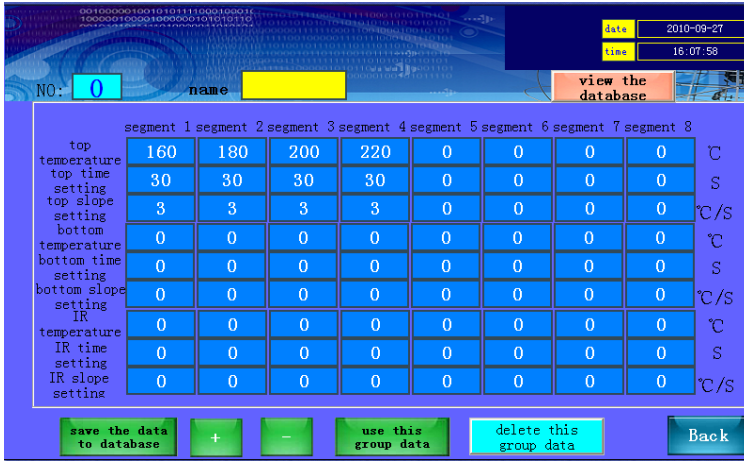 date 2010-09-27
time 16:07:58
NO: 0 name
view the
database
segment 1 segment 2 segment 3 segment 4 segment 5 segment 6 segment 7 segment 8
top
temperature 160 180 200 220 0 0 0 0 ℃
top time
setting 30 30 30 30 0 0 0 0 S
top slope
setting 3 3 3 3 0 0 0 0 ℃/S
bottom
temperature 0 0 0 0 0 0 0 0 ℃
bottom time
setting 0 0 0 0 0 0 0 0 S
bottom slope
setting 0 0 0 0 0 0 0 0 ℃/S
IR
temperature 0 0 0 0 0 0 0 0 ℃
IR time
setting 0 0 0 0 0 0 0 0 S
IR slope
setting 0 0 0 0 0 0 0 0 ℃/S
save the data
to database
+
-
use this
group data
delete this
group data
Back